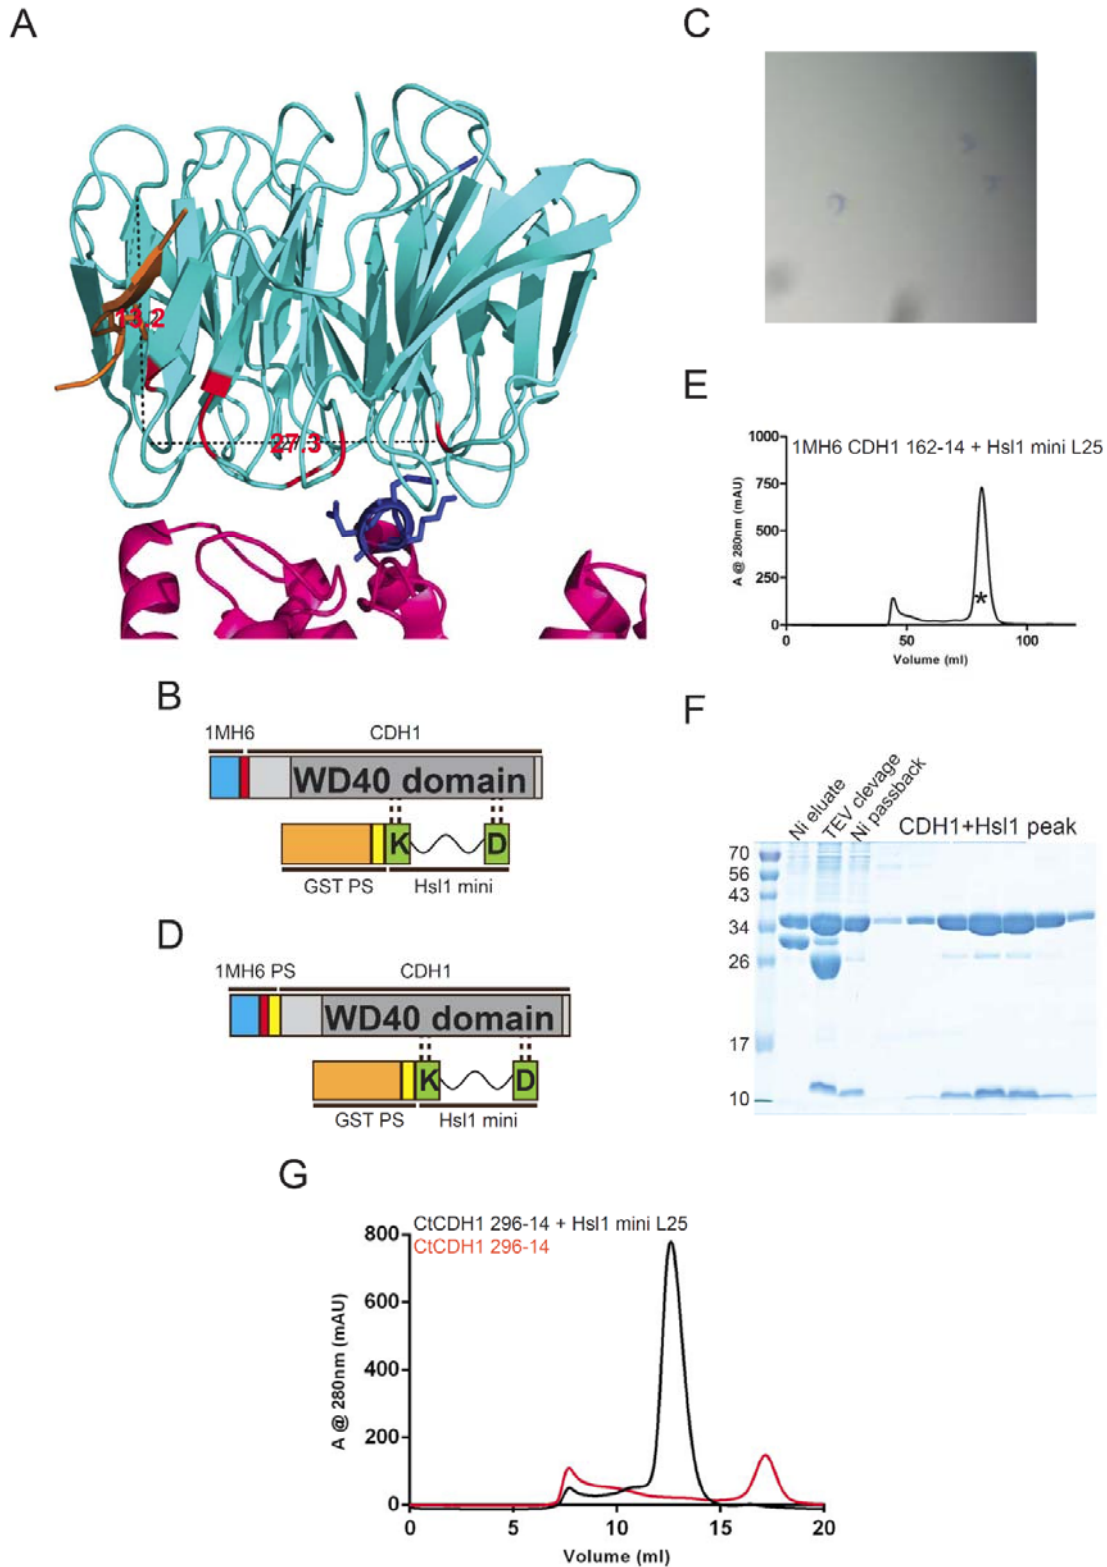 A
C
13.2
27.3
E
1MH6 CDH1 162-14 + Hsl1 mini L25
1000
750
500
250
0
A @ 280nm (mAU)
*
0
50
100
Volume (ml)
B
1MH6
CDH1
WD40 domain
K
D
GST PS
Hsl1 mini
D
1MH6 PS
CDH1
WD40 domain
K
D
GST PS
Hsl1 mini
F
Ni eluate
TEV clevage
Ni passback
CDH1+Hsl1 peak
70
56
43
34
26
17
10
G
CtCDH1 296-14 + Hsl1 mini L25
CtCDH1 296-14
800
600
400
200
0
A @ 280nm (mAU)
0
5
10
15
20
Volume (ml)